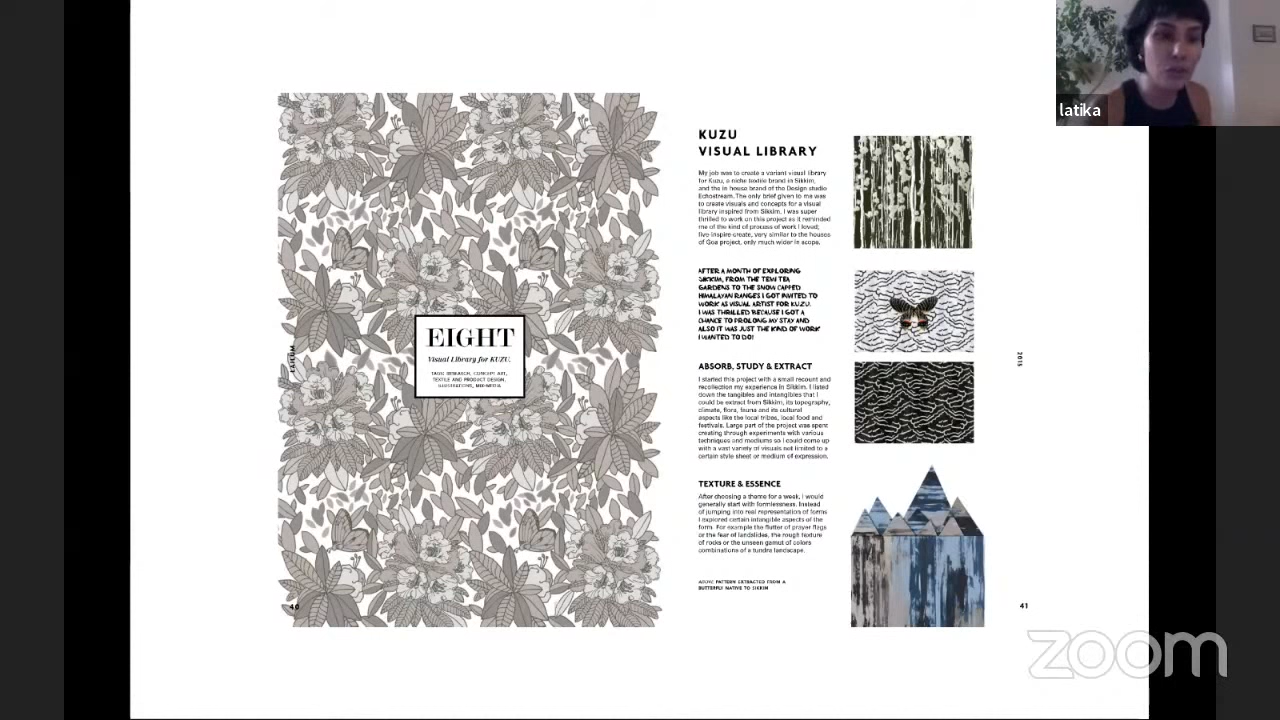 latika
EIGHT
Visual Library for KUZU.
TAGS: RESEARCH, CONCEPT ART,
TEXTILE AND PRODUCT DESIGN,
40
KUZU
VISUAL LIBRARY
My job was to create a variant visual library
for Kuzu, a niche textile brand in Sikkim,
and the in house brand of the Design studio
Echostream. The only brief given to me was
to create visuals and concepts for a visual
library inspired from Sikkim. I was super
thrilled to work on this project as it reminded
me of the kind of process of work I loved;
live-inspire-create, very similar to the houses
of Goa project, only much wider in scope.
AFTER A MONTH OF EXPLORING
SIKKIM, FROM THE TEMI TEA
GARDENS TO THE SNOW CAPPED
HIMALAYAN RANGES I GOT INVITED TO
WORK AS VISUAL ARTIST FOR KUZU.
I WAS THRILLED BECAUSE I GOT A
CHANCE TO PROLONG MY STAY AND
ALSO IT WAS JUST THE KIND OF WORK
I WANTED TO DO!
ABSORB, STUDY & EXTRACT
I started this project with a small recount and
recollection my experience in Sikkim. I listed
down the tangibles and intangibles that I
could be extract from Sikkim, its topography,
climate, flora, fauna and its cultural
aspects like the local tribes, local food and
festivals. Large part of the project was spent
creating through experiments with various
techniques and mediums so I could come up
with a vast variety of visuals not limited to a
certain style sheet or medium of expression.
TEXTURE & ESSENCE
After choosing a theme for a week, I would
generally start with formlessness. Instead
of jumping into real representation of forms
I explored certain intangible aspects of the
form. For example the flutter of prayer flags
or the fear of landslides, the rough texture
of rocks or the unseen gamut of colors
combinations of a tundra landscape.
ABOVE: PATTERN EXTRACTED FROM A
BUTTERFLY NATIVE TO SIKKIM
2015
41
zoom